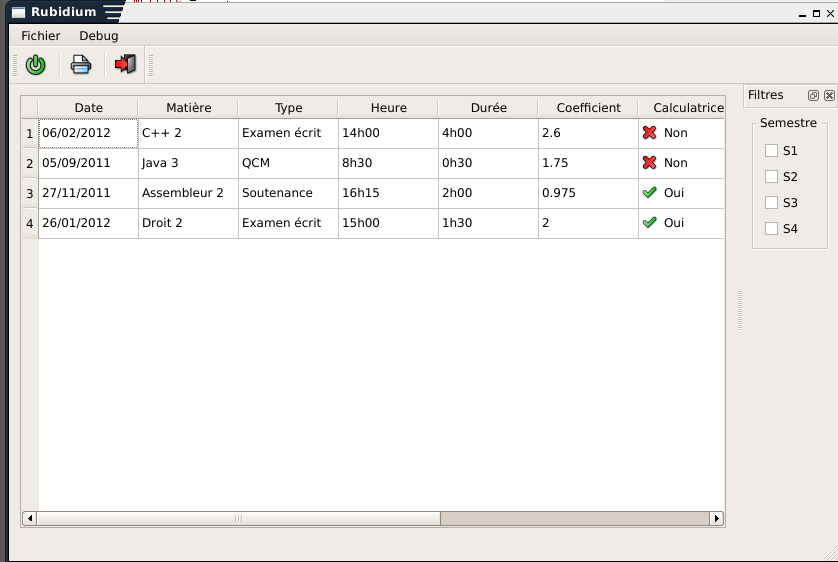 Rubidium
Fichier Debug
Filtres
Date Matière Type Heure Durée Coefficient Calculatrice
1 06/02/2012 C++ 2 Examen écrit 14h00 4h00 2.6 Non
2 05/09/2011 Java 3 QCM 8h30 0h30 1.75 Non
3 27/11/2011 Assembleur 2 Soutenance 16h15 2h00 0.975 Oui
4 26/01/2012 Droit 2 Examen écrit 15h00 1h30 2 Oui
Semestre
S1
S2
S3
S4